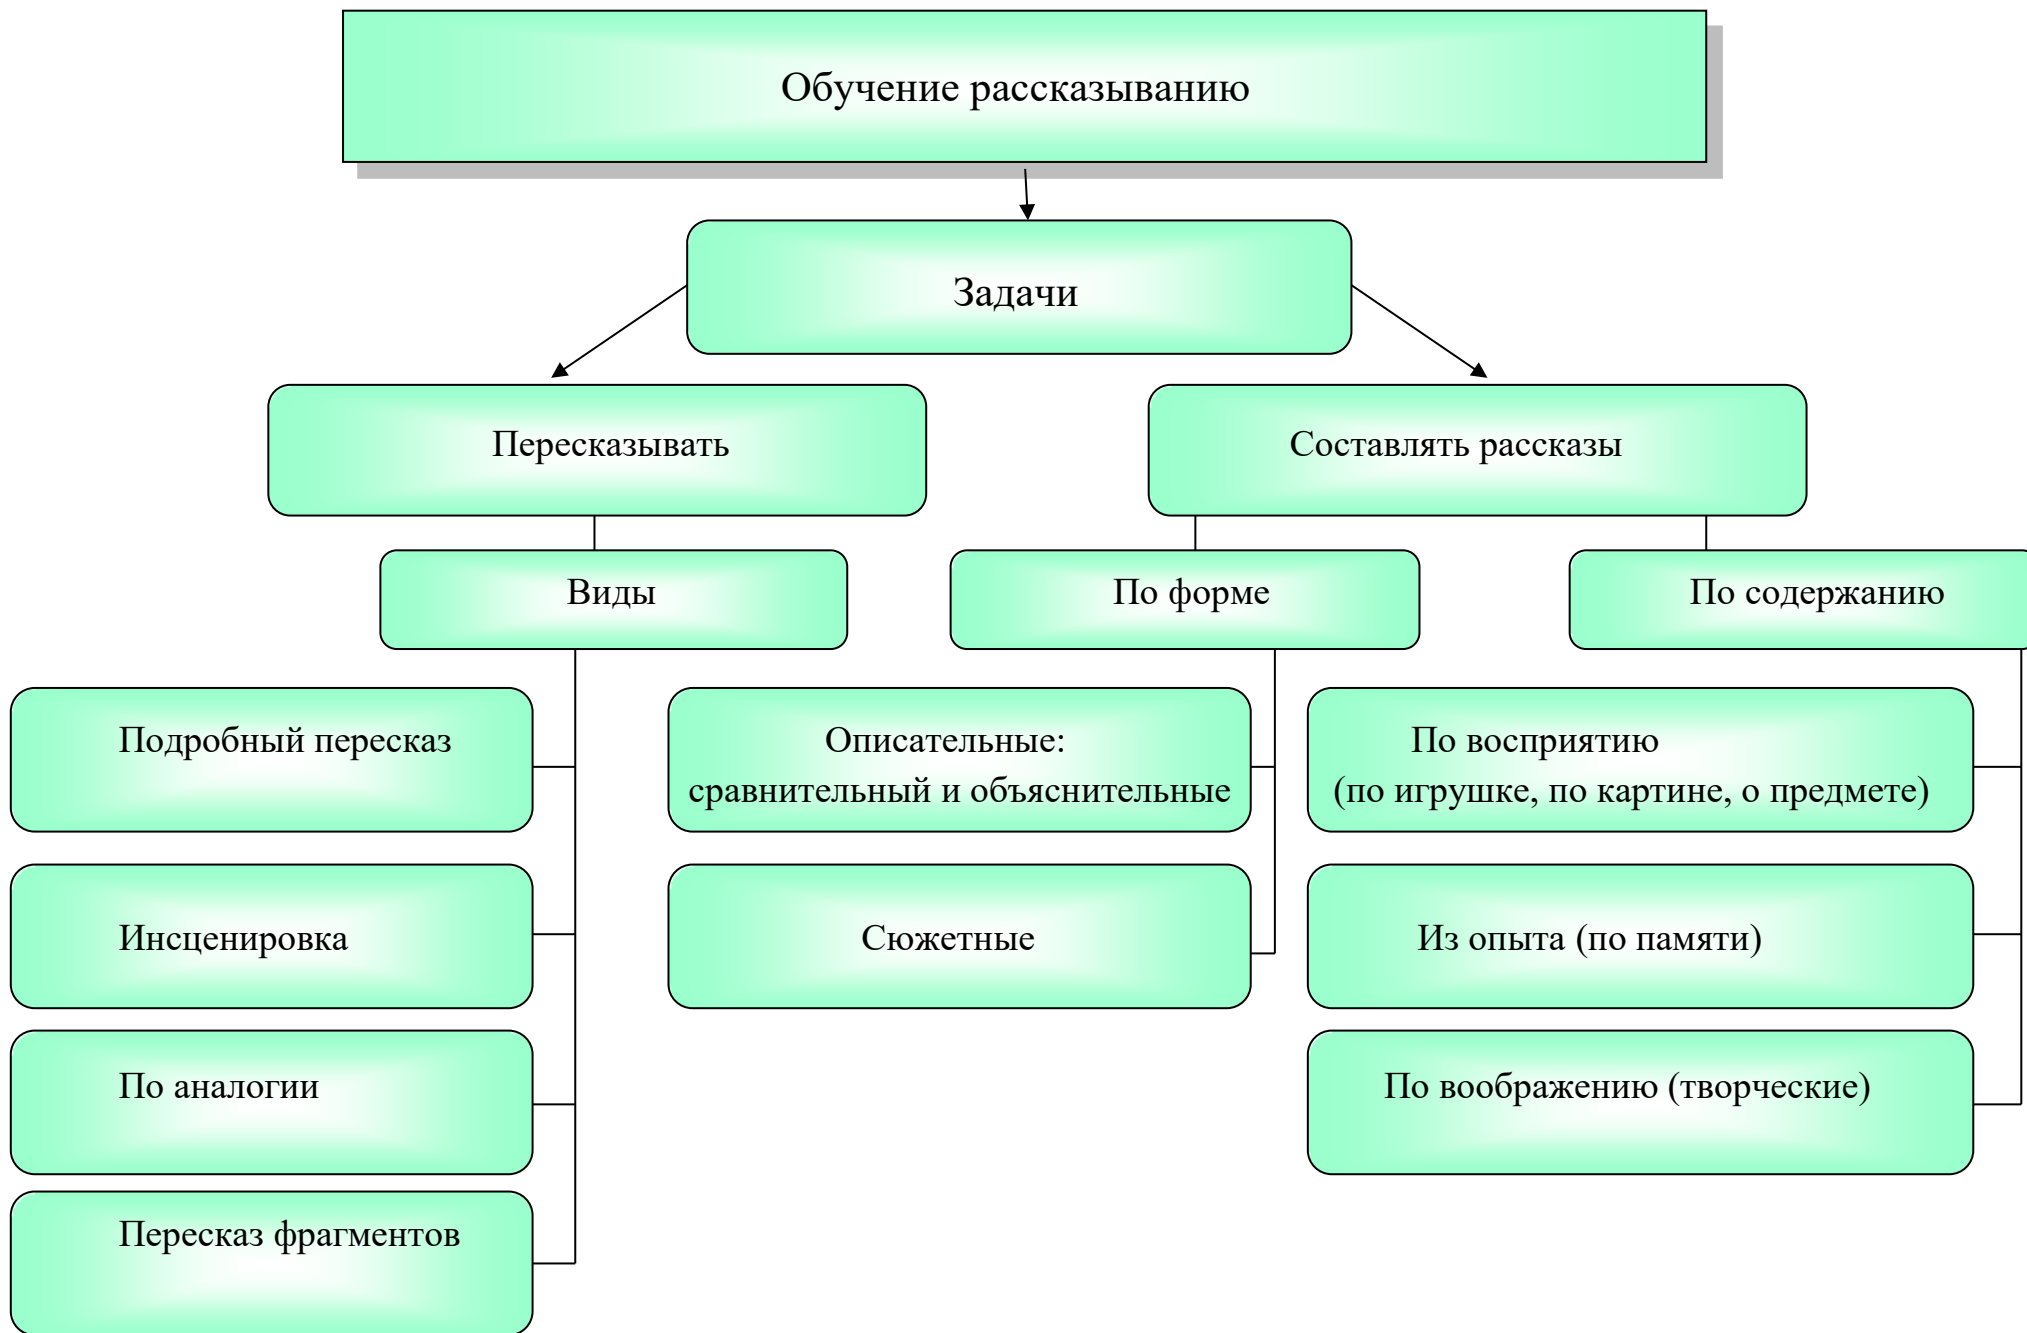 Обучение рассказыванию
Задачи
Пересказывать
Составлять рассказы
Виды
По форме
По содержанию
Подробный пересказ
Инсценировка
По аналогии
Пересказ фрагментов
Описательные:
сравнительный и объяснительные
Сюжетные
По восприятию
(по игрушке, по картине, о предмете)
Из опыта (по памяти)
По воображению (творческие)